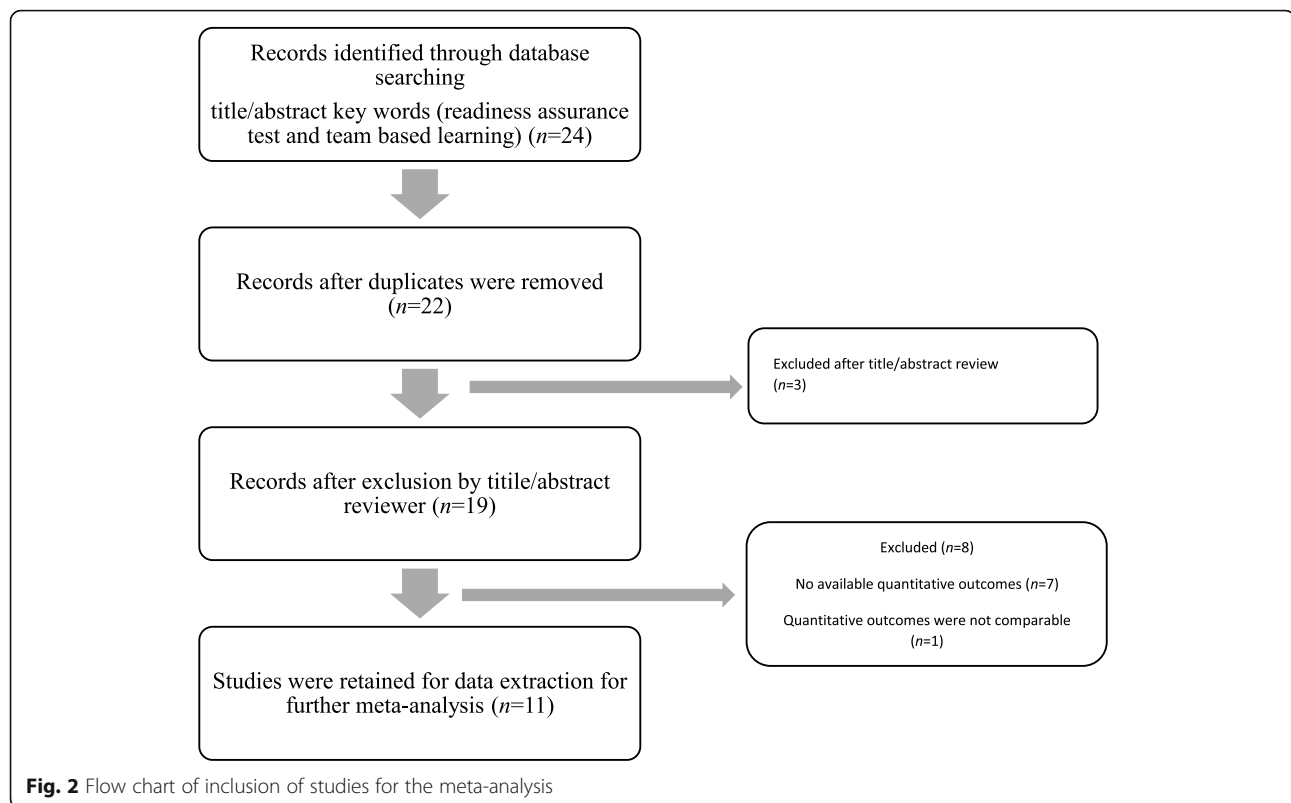 Records identified through database
searching
title/abstract key words (readiness assurance
test and team based learning) (n=24)
Records after duplicates were removed
(n=22)
Excluded after title/abstract review
(n=3)
Records after exclusion by titile/abstract
reviewer (n=19)
Excluded (n=8)
No available quantitative outcomes (n=7)
Quantitative outcomes were not comparable
(n=1)
Studies were retained for data extraction for
further meta-analysis (n=11)
Fig. 2 Flow chart of inclusion of studies for the meta-analysis